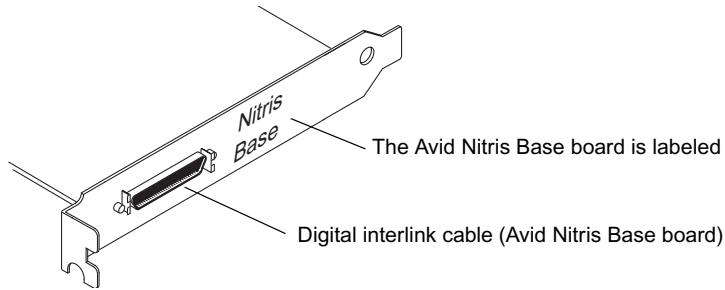 Nitris
Base
The Avid Nitris Base board is labeled
Digital interlink cable (Avid Nitris Base board)